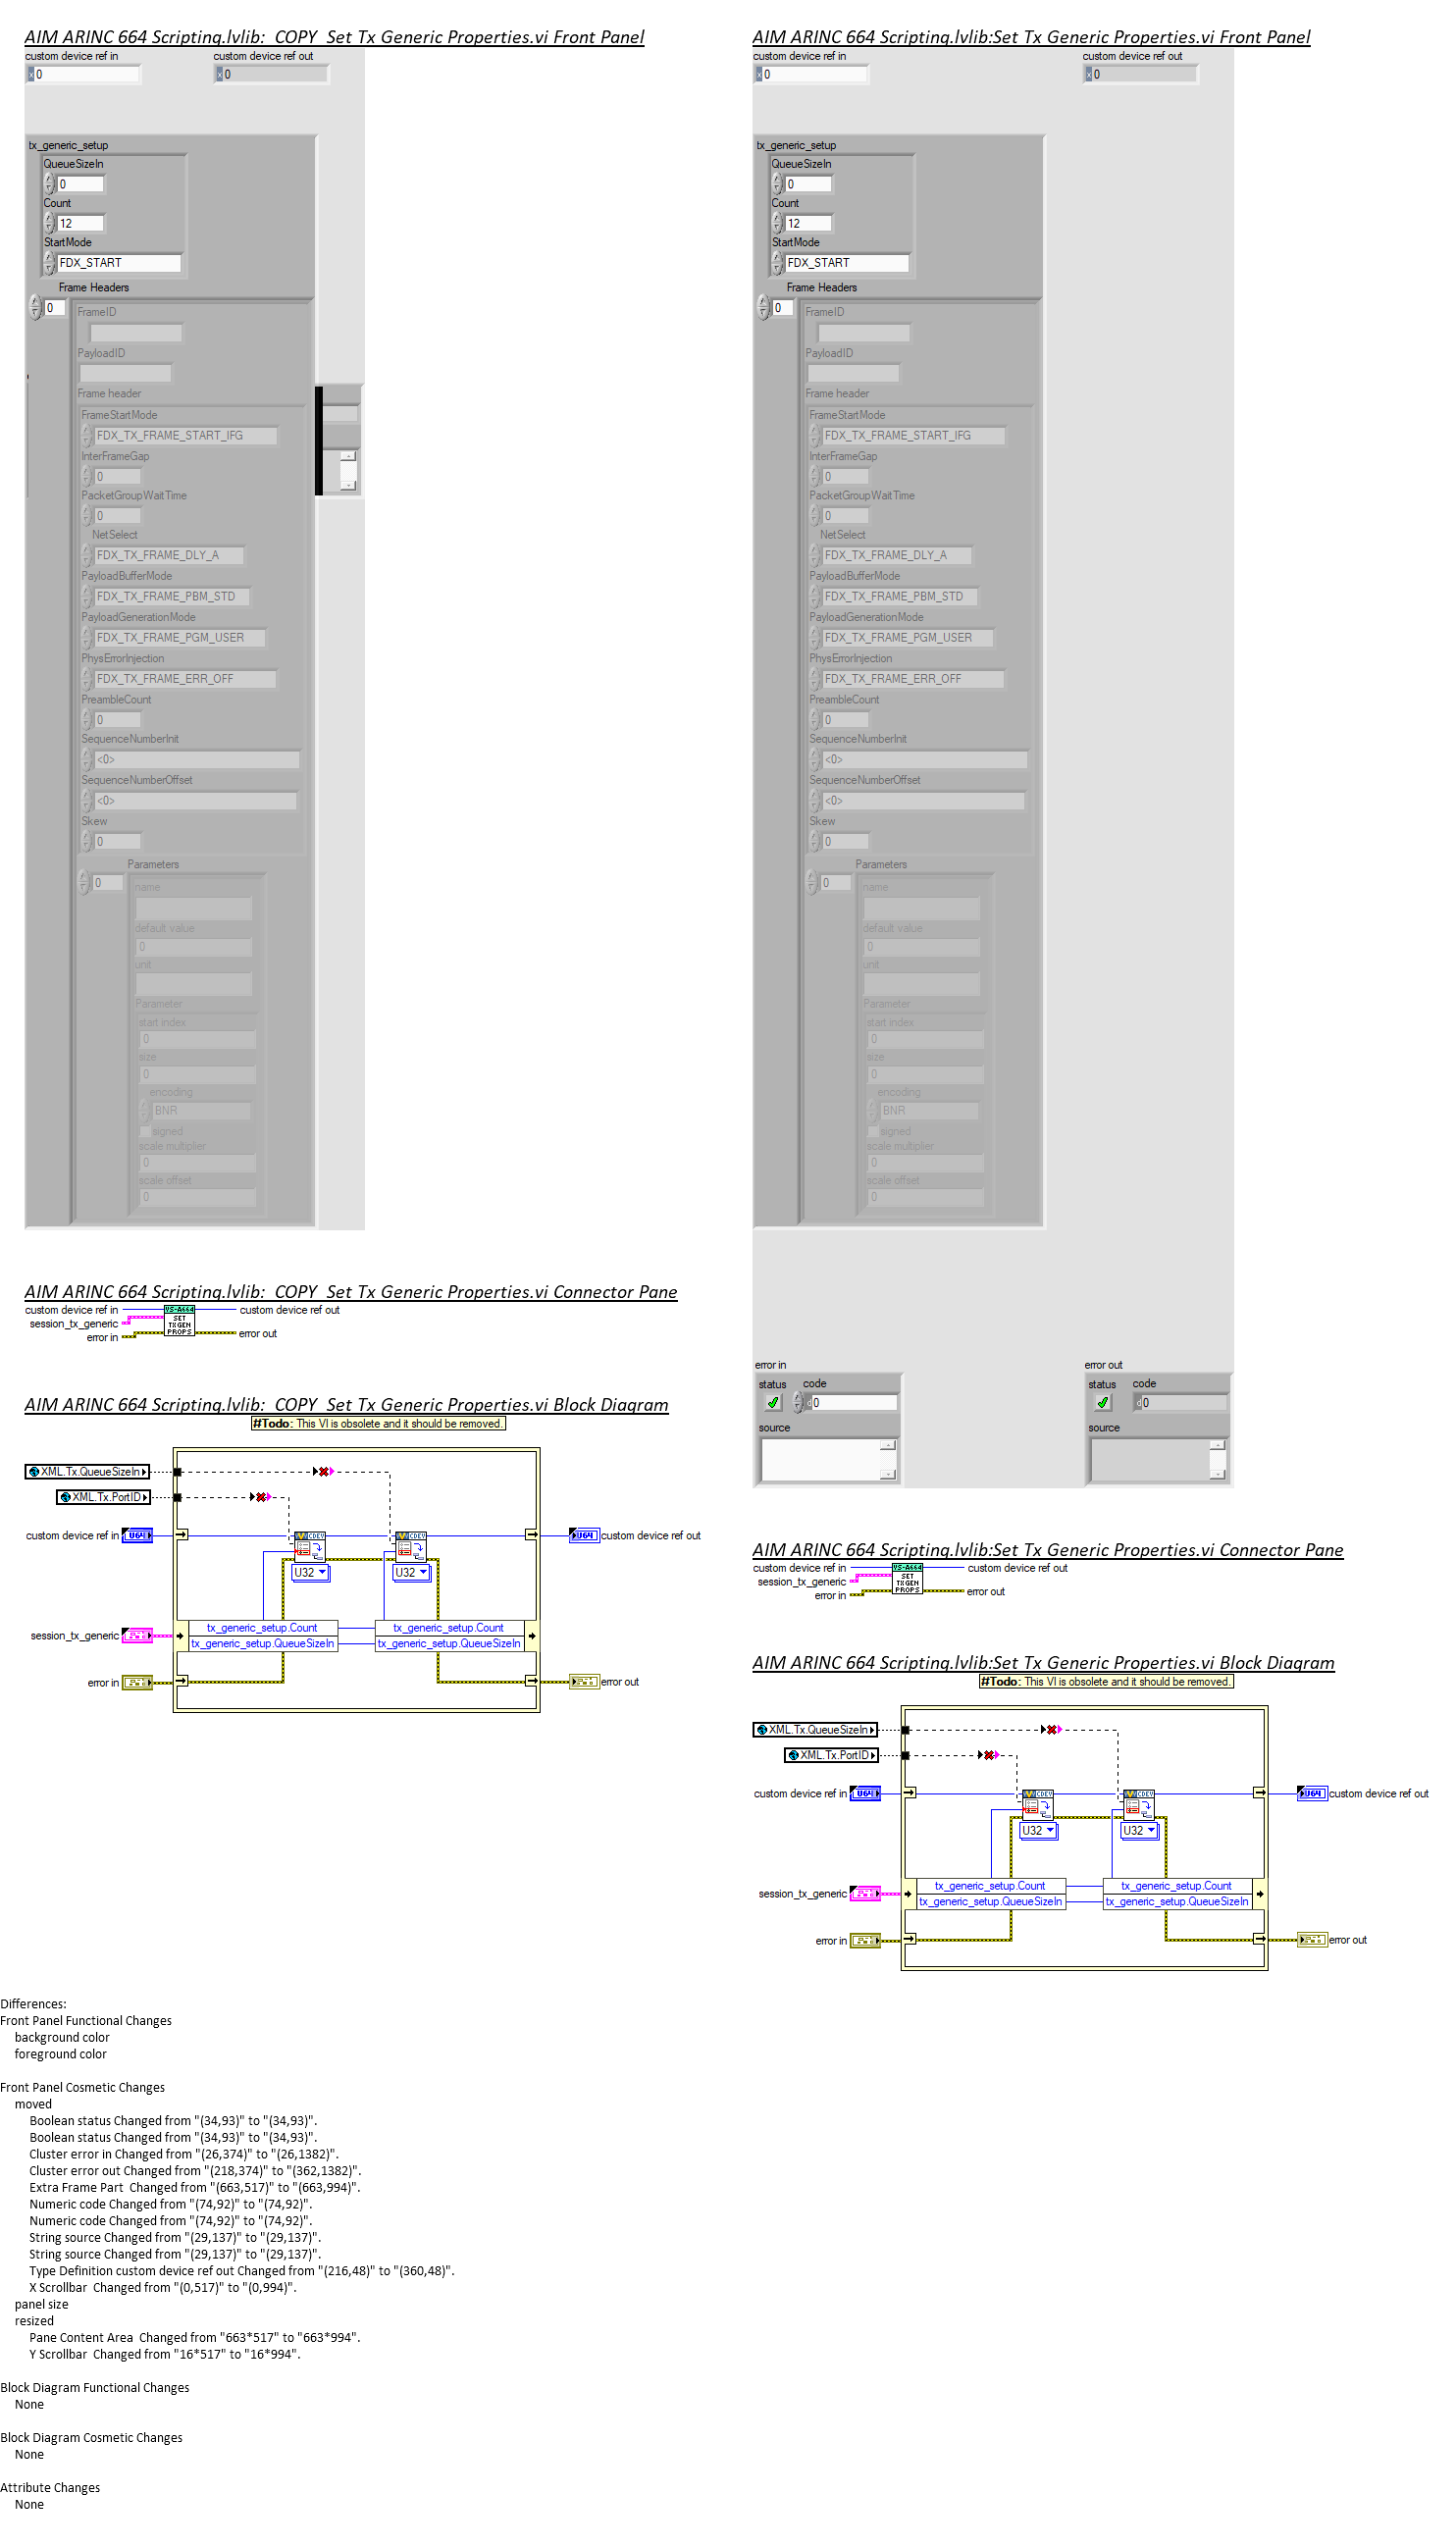 AIM ARINC 664 Scripting.lvlib:_COPY_Set Tx Generic Properties.vi Front Panel
custom device ref in
custom device ref out
x 0
x 0
tx_generic_setup
QueueSizeIn
0
Count
12
StartMode
FDX_START
Frame Headers
0
FrameID
PayloadID
Frame header
FrameStartMode
FDX_TX_FRAME_START_IFG
InterFrameGap
0
PacketGroupWaitTime
0
NetSelect
FDX_TX_FRAME_DLY_A
PayloadBufferMode
FDX_TX_FRAME_PBM_STD
PayloadGenerationMode
FDX_TX_FRAME_PGM_USER
PhysErrorInjection
FDX_TX_FRAME_ERR_OFF
PreambleCount
0
SequenceNumberInit
<0>
SequenceNumberOffset
<0>
Skew
0
Parameters
0
name
default value
0
unit
Parameter
start index
0
size
0
encoding
BNR
signed
scale multiplier
0
scale offset
0
AIM ARINC 664 Scripting.lvlib:_COPY_Set Tx Generic Properties.vi Connector Pane
custom device ref in
session_tx_generic
error in
VS-A664
SET
TXGEN
PROPS
custom device ref out
error out
AIM ARINC 664 Scripting.lvlib:_COPY_Set Tx Generic Properties.vi Block Diagram
#Todo: This VI is obsolete and it should be removed.
XML.Tx.QueueSizeIn
XML.Tx.PortID
custom device ref in
U64
CDEV
CDEV
U64
custom device ref out
U32
U32
session_tx_generic
tx_generic_setup.Count
tx_generic_setup.Count
tx_generic_setup.QueueSizeIn
tx_generic_setup.QueueSizeIn
error in
error out
AIM ARINC 664 Scripting.lvlib:Set Tx Generic Properties.vi Front Panel
custom device ref in
custom device ref out
x 0
x 0
tx_generic_setup
QueueSizeIn
0
Count
12
StartMode
FDX_START
Frame Headers
0
FrameID
PayloadID
Frame header
FrameStartMode
FDX_TX_FRAME_START_IFG
InterFrameGap
0
PacketGroupWaitTime
0
NetSelect
FDX_TX_FRAME_DLY_A
PayloadBufferMode
FDX_TX_FRAME_PBM_STD
PayloadGenerationMode
FDX_TX_FRAME_PGM_USER
PhysErrorInjection
FDX_TX_FRAME_ERR_OFF
PreambleCount
0
SequenceNumberInit
<0>
SequenceNumberOffset
<0>
Skew
0
Parameters
0
name
default value
0
unit
Parameter
start index
0
size
0
encoding
BNR
signed
scale multiplier
0
scale offset
0
error in
error out
status
code
d 0
status
code
d 0
source
source
AIM ARINC 664 Scripting.lvlib:Set Tx Generic Properties.vi Connector Pane
custom device ref in
session_tx_generic
error in
VS-A664
SET
TXGEN
PROPS
custom device ref out
error out
AIM ARINC 664 Scripting.lvlib:Set Tx Generic Properties.vi Block Diagram
#Todo: This VI is obsolete and it should be removed.
XML.Tx.QueueSizeIn
XML.Tx.PortID
custom device ref in
U64
CDEV
CDEV
U64
custom device ref out
U32
U32
session_tx_generic
tx_generic_setup.Count
tx_generic_setup.Count
tx_generic_setup.QueueSizeIn
tx_generic_setup.QueueSizeIn
error in
error out
Differences:
Front Panel Functional Changes
background color
foreground color
Front Panel Cosmetic Changes
moved
Boolean status Changed from "(34,93)" to "(34,93)".
Boolean status Changed from "(34,93)" to "(34,93)".
Cluster error in Changed from "(26,374)" to "(26,1382)".
Cluster error out Changed from "(218,374)" to "(362,1382)".
Extra Frame Part  Changed from "(663,517)" to "(663,994)".
Numeric code Changed from "(74,92)" to "(74,92)".
Numeric code Changed from "(74,92)" to "(74,92)".
String source Changed from "(29,137)" to "(29,137)".
String source Changed from "(29,137)" to "(29,137)".
Type Definition custom device ref out Changed from "(216,48)" to "(360,48)".
X Scrollbar  Changed from "(0,517)" to "(0,994)".
panel size
resized
Pane Content Area  Changed from "663*517" to "663*994".
Y Scrollbar  Changed from "16*517" to "16*994".
Block Diagram Functional Changes
None
Block Diagram Cosmetic Changes
None
Attribute Changes
None